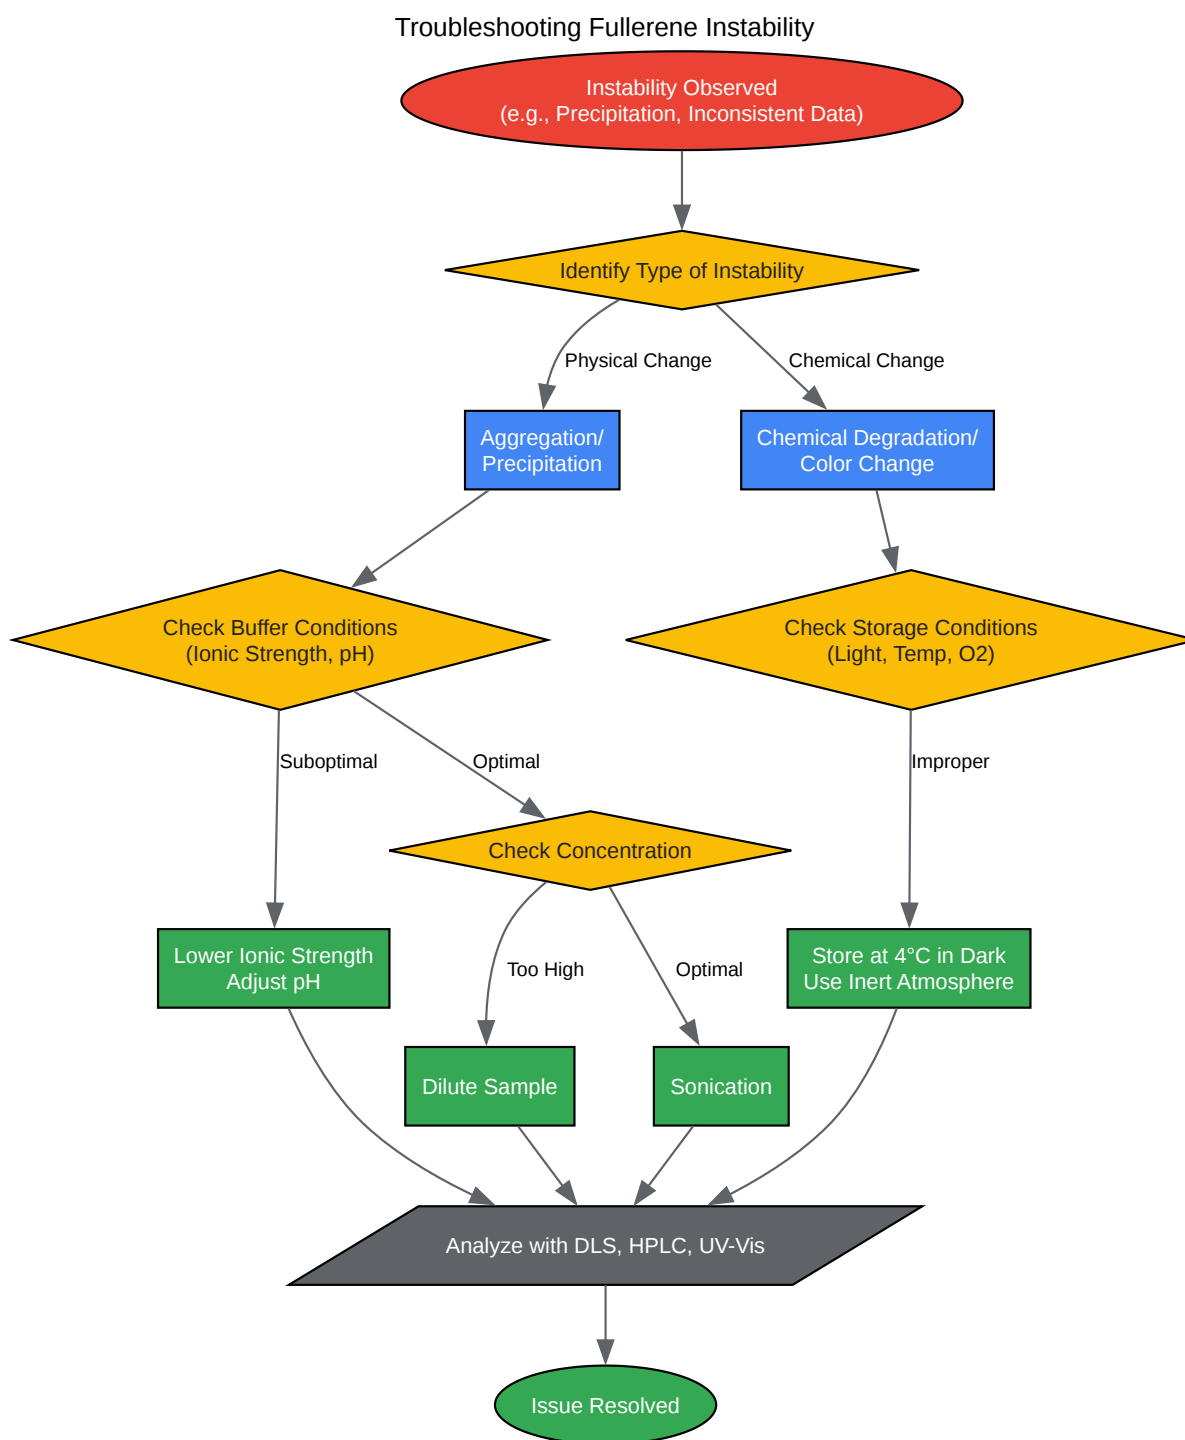 Troubleshooting Fullerene Instability
Instability Observed
(e.g., Precipitation, Inconsistent Data)
Identify Type of Instability
Physical Change
Chemical Change
Aggregation/
Precipitation
Chemical Degradation/
Color Change
Check Buffer Conditions
(Ionic Strength, pH)
Check Storage Conditions
(Light, Temp, O2)
Suboptimal
Optimal
Improper
Check Concentration
Lower Ionic Strength
Adjust pH
Too High
Optimal
Store at 4°C in Dark
Use Inert Atmosphere
Dilute Sample
Sonication
Analyze with DLS, HPLC, UV-Vis
Issue Resolved